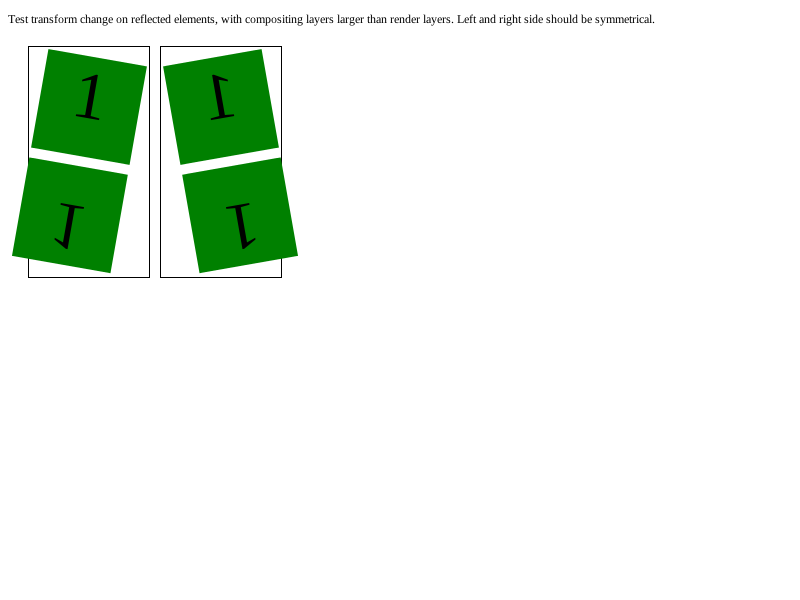 Test transform change on reflected elements, with compositing layers larger than render layers. Left and right side should be symmetrical.
1 1
1 1